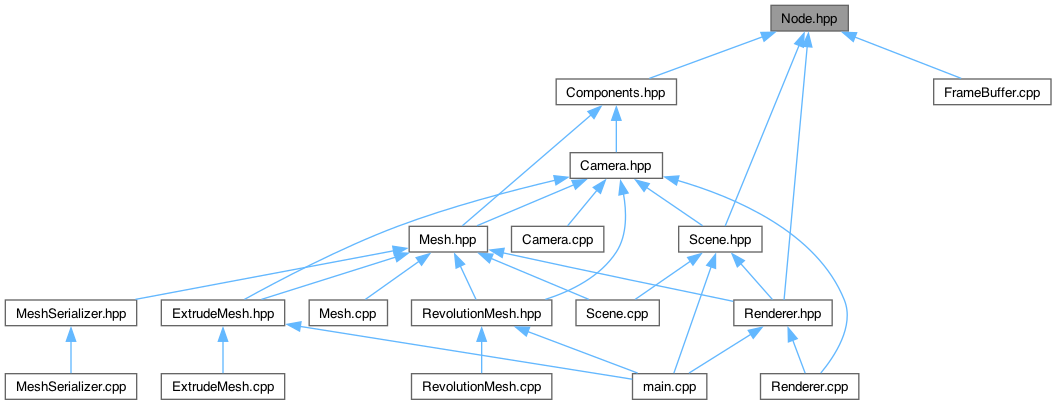 Node.hpp
Components.hpp
FrameBuffer.cpp
Camera.hpp
Mesh.hpp
Camera.cpp
Scene.hpp
MeshSerializer.hpp
ExtrudeMesh.hpp
Mesh.cpp
RevolutionMesh.hpp
Scene.cpp
Renderer.hpp
MeshSerializer.cpp
ExtrudeMesh.cpp
RevolutionMesh.cpp
main.cpp
Renderer.cpp